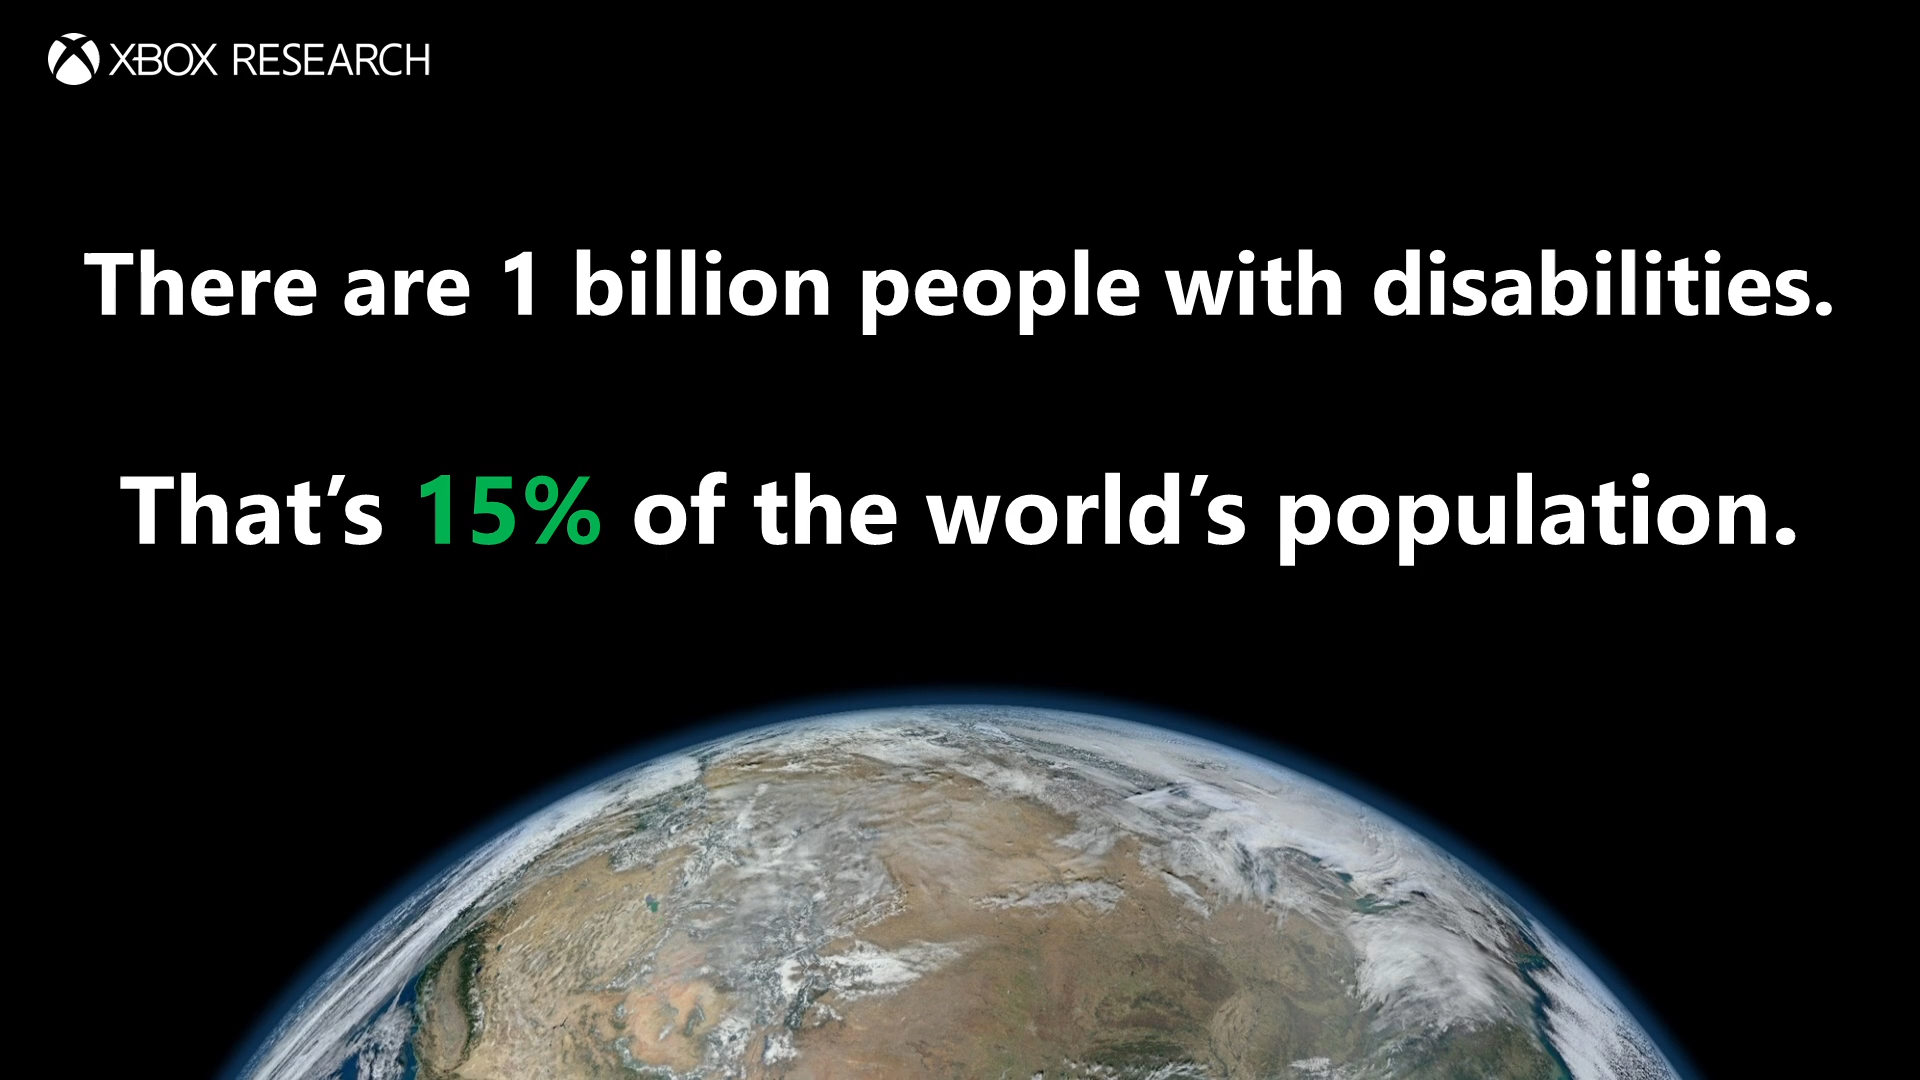 XBOX RESEARCH
There are 1 billion people with disabilities.
That’s 15% of the world’s population.